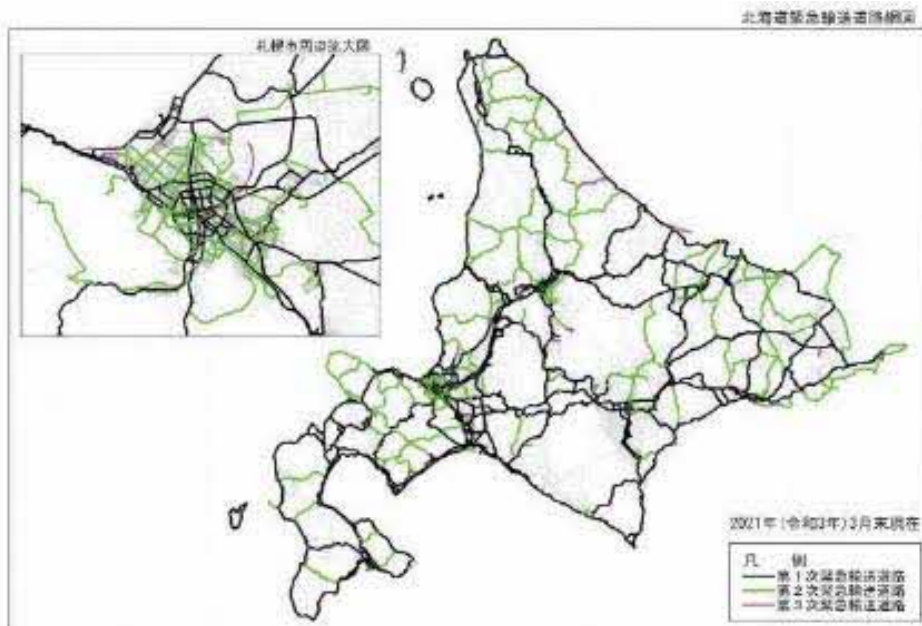 北海道緊急輸送道路網図
札幌市周辺拡大図
2021年(令和3年)3月末現在
凡 例
第1次緊急輸送道路
第2次緊急輸送道路
第3次緊急輸送道路